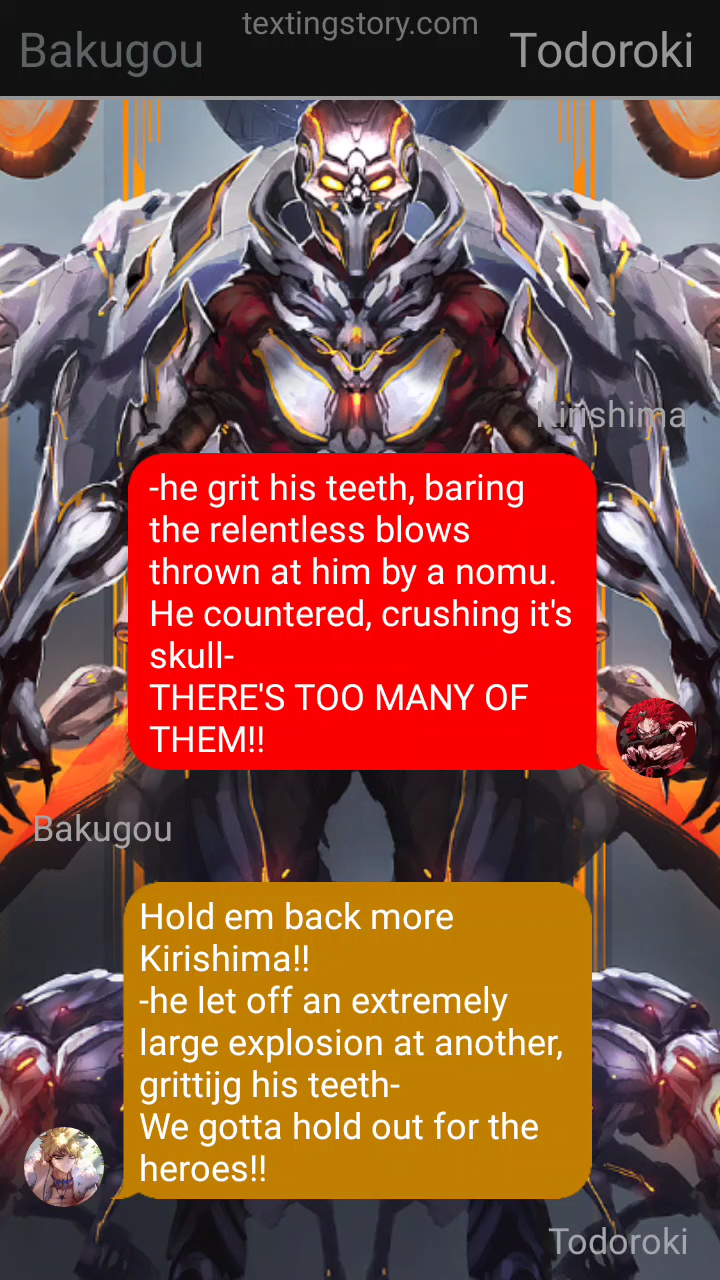 textingstory.com
Bakugou
Todoroki
Kirishima
-he grit his teeth, baring
the relentless blows
thrown at him by a nomu.
He countered, crushing it's
skull-
THERE'S TOO MANY OF
THEM!!
Bakugou
Hold em back more
Kirishima!!
-he let off an extremely
large explosion at another,
grittijg his teeth-
We gotta hold out for the
heroes!!
Todoroki